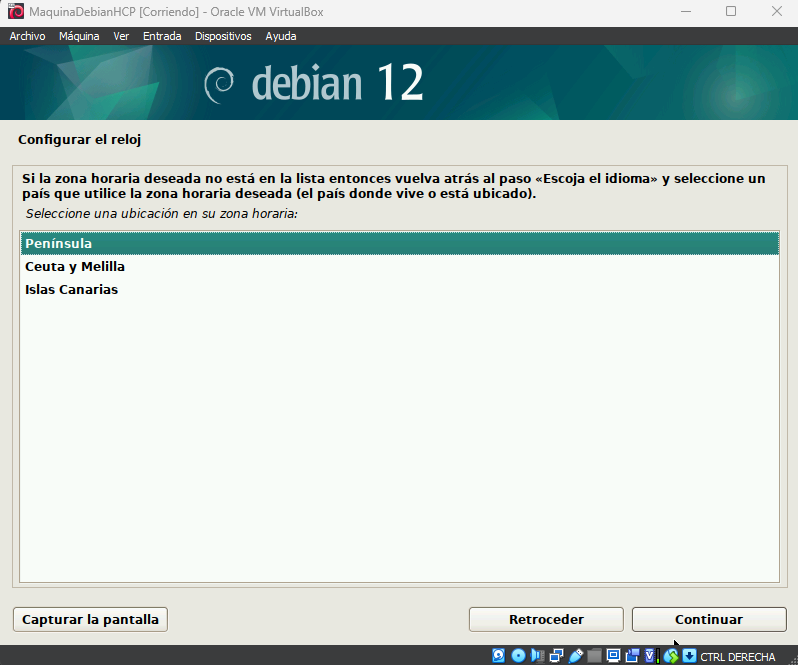 MaquinaDebianHCP [Corriendo] - Oracle VM VirtualBox
Archivo Máquina Ver Entrada Dispositivos Ayuda
debian 12
Configurar el reloj
Si la zona horaria deseada no está en la lista entonces vuelva atrás al paso «Escoja el idioma» y seleccione un
país que utilice la zona horaria deseada (el país donde vive o está ubicado).
Seleccione una ubicación en su zona horaria:
Península
Ceuta y Melilla
Islas Canarias
Capturar la pantalla
Retroceder
Continuar
CTRL DERECHA